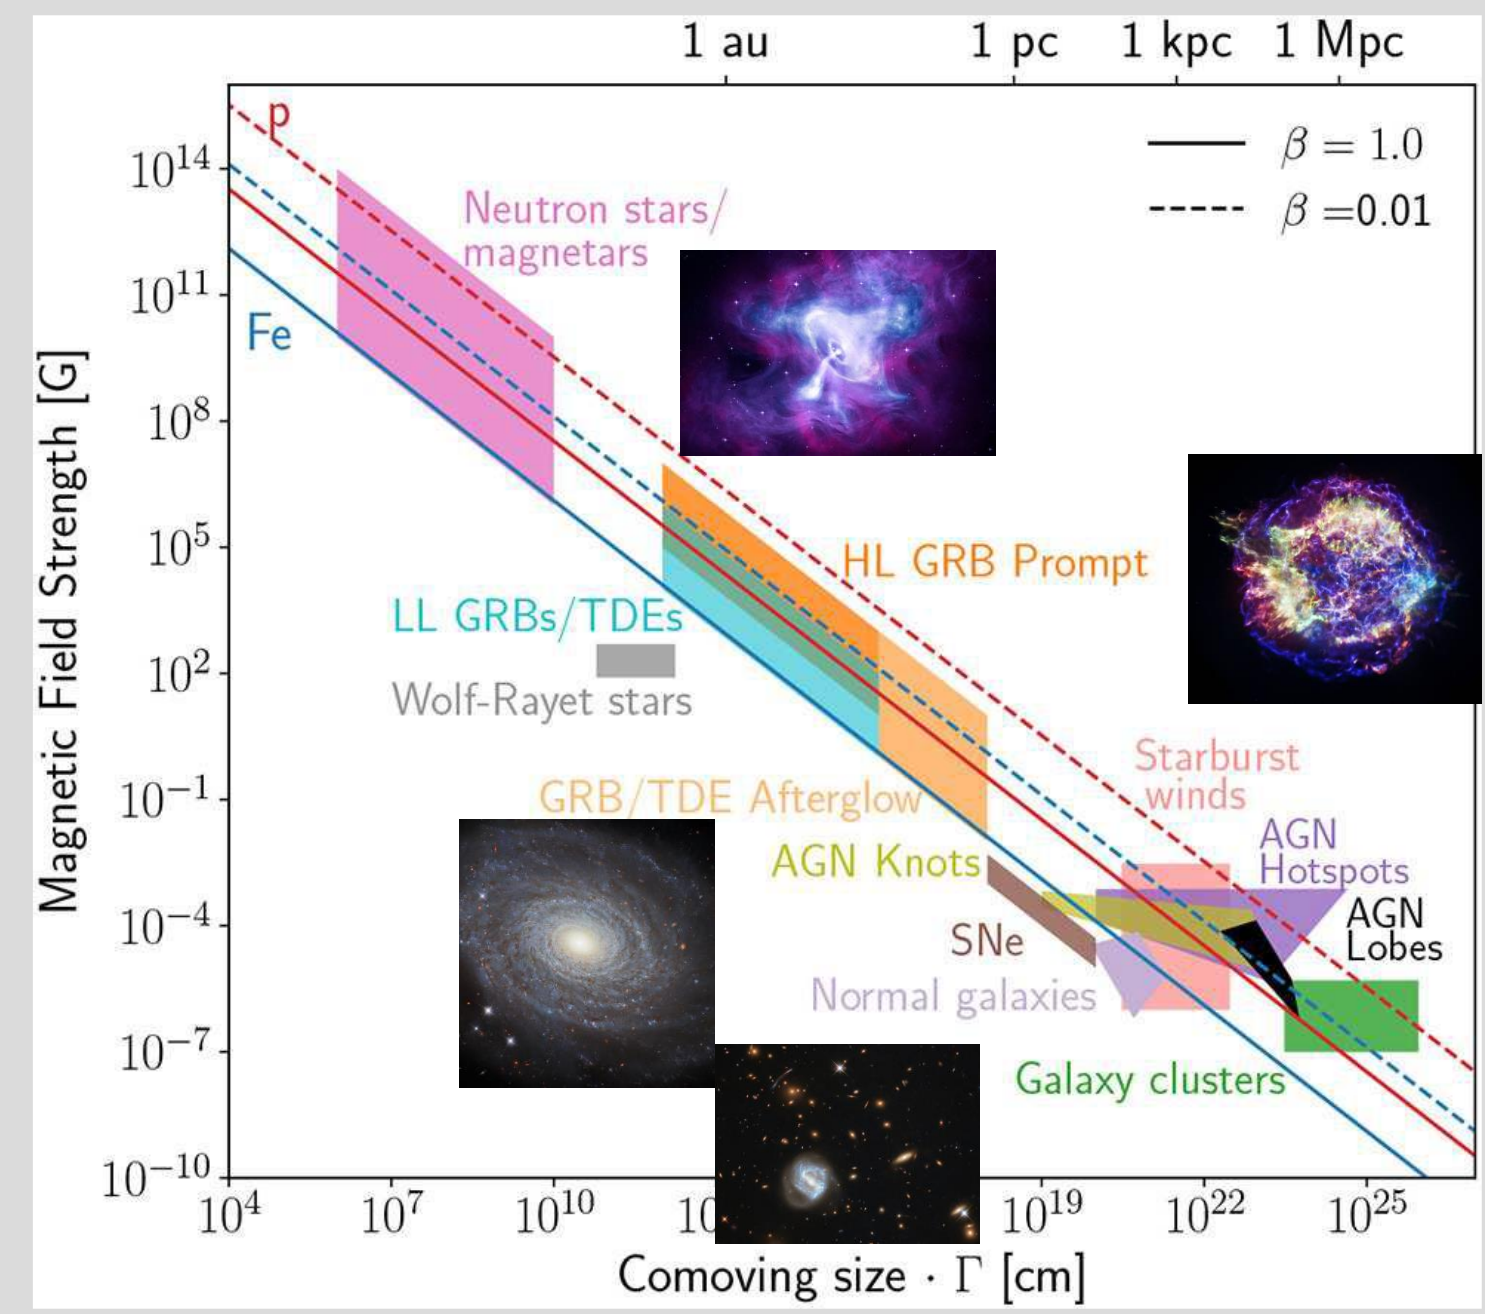 1 au 1 pc 1 kpc 1 Mpc
p
β = 1.0
β =0.01
10^14
Neutron stars/
magnetars
10^11
Fe
10^8
10^5
HL GRB Prompt
LL GRBs/TDEs
10^2
Wolf-Rayet stars
Starburst
winds
10^−1
GRB/TDE Afterglow
AGN
Hotspots
AGN Knots
10^−4
AGN
Lobes
SNe
Normal galaxies
10^−7
Galaxy clusters
10^−10
Magnetic Field Strength [G]
10^4 10^7 10^10 10^19 10^22 10^25
Comoving size · Γ [cm]